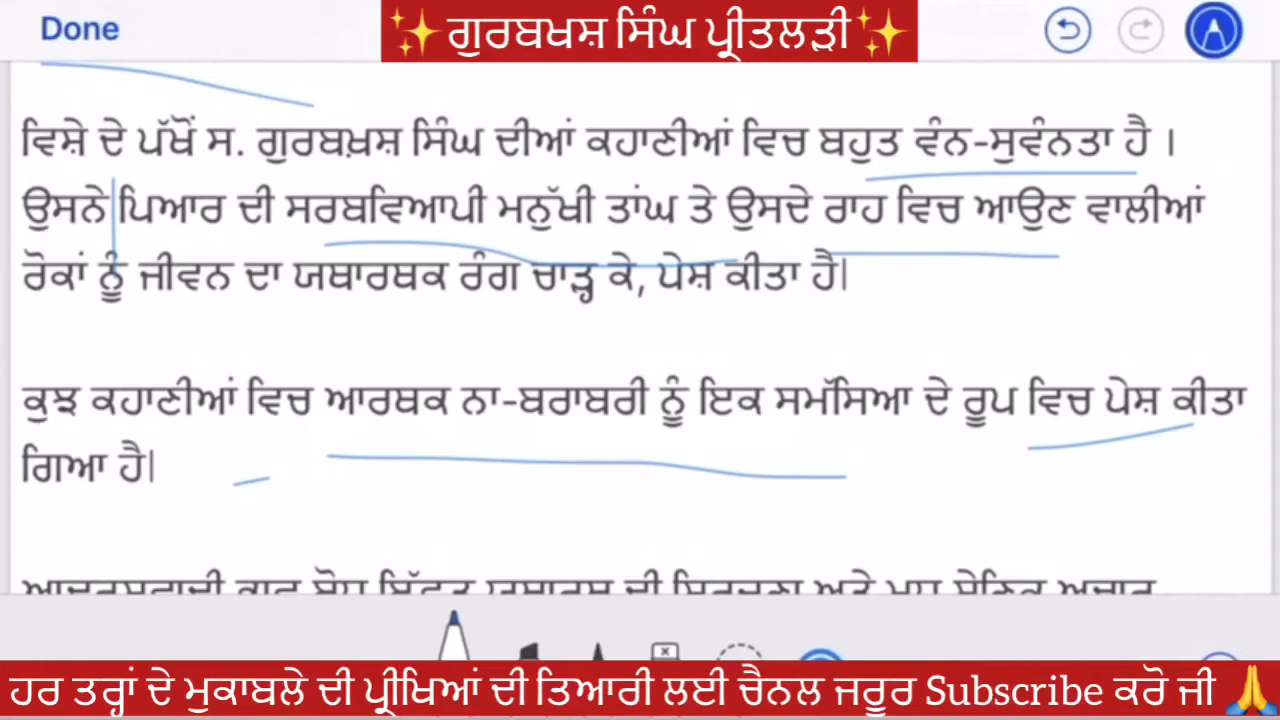 Done
✨ਗੁਰਬਖਸ਼ ਸਿੰਘ ਪ੍ਰੀਤਲੜੀ✨
ਵਿਸ਼ੇ ਦੇ ਪੱਖੋਂ ਸ. ਗੁਰਬਖ਼ਸ਼ ਸਿੰਘ ਦੀਆਂ ਕਹਾਣੀਆਂ ਵਿਚ ਬਹੁਤ ਵੰਨ-ਸੁਵੰਨਤਾ ਹੈ ।
ਉਸਨੇ ਪਿਆਰ ਦੀ ਸਰਬਵਿਆਪੀ ਮਨੁੱਖੀ ਤਾਂਘ ਤੇ ਉਸਦੇ ਰਾਹ ਵਿਚ ਆਉਣ ਵਾਲੀਆਂ
ਰੋਕਾਂ ਨੂੰ ਜੀਵਨ ਦਾ ਯਥਾਰਥਕ ਰੰਗ ਚਾੜ੍ਹ ਕੇ, ਪੇਸ਼ ਕੀਤਾ ਹੈ|
ਕੁਝ ਕਹਾਣੀਆਂ ਵਿਚ ਆਰਥਕ ਨਾ-ਬਰਾਬਰੀ ਨੂੰ ਇਕ ਸਮੱਸਿਆ ਦੇ ਰੂਪ ਵਿਚ ਪੇਸ਼ ਕੀਤਾ
ਗਿਆ ਹੈ|
ਹਰ ਤਰ੍ਹਾਂ ਦੇ ਮੁਕਾਬਲੇ ਦੀ ਪ੍ਰੀਖਿਆਂ ਦੀ ਤਿਆਰੀ ਲਈ ਚੈਨਲ ਜਰੂਰ Subscribe ਕਰੋ ਜੀ 🙏